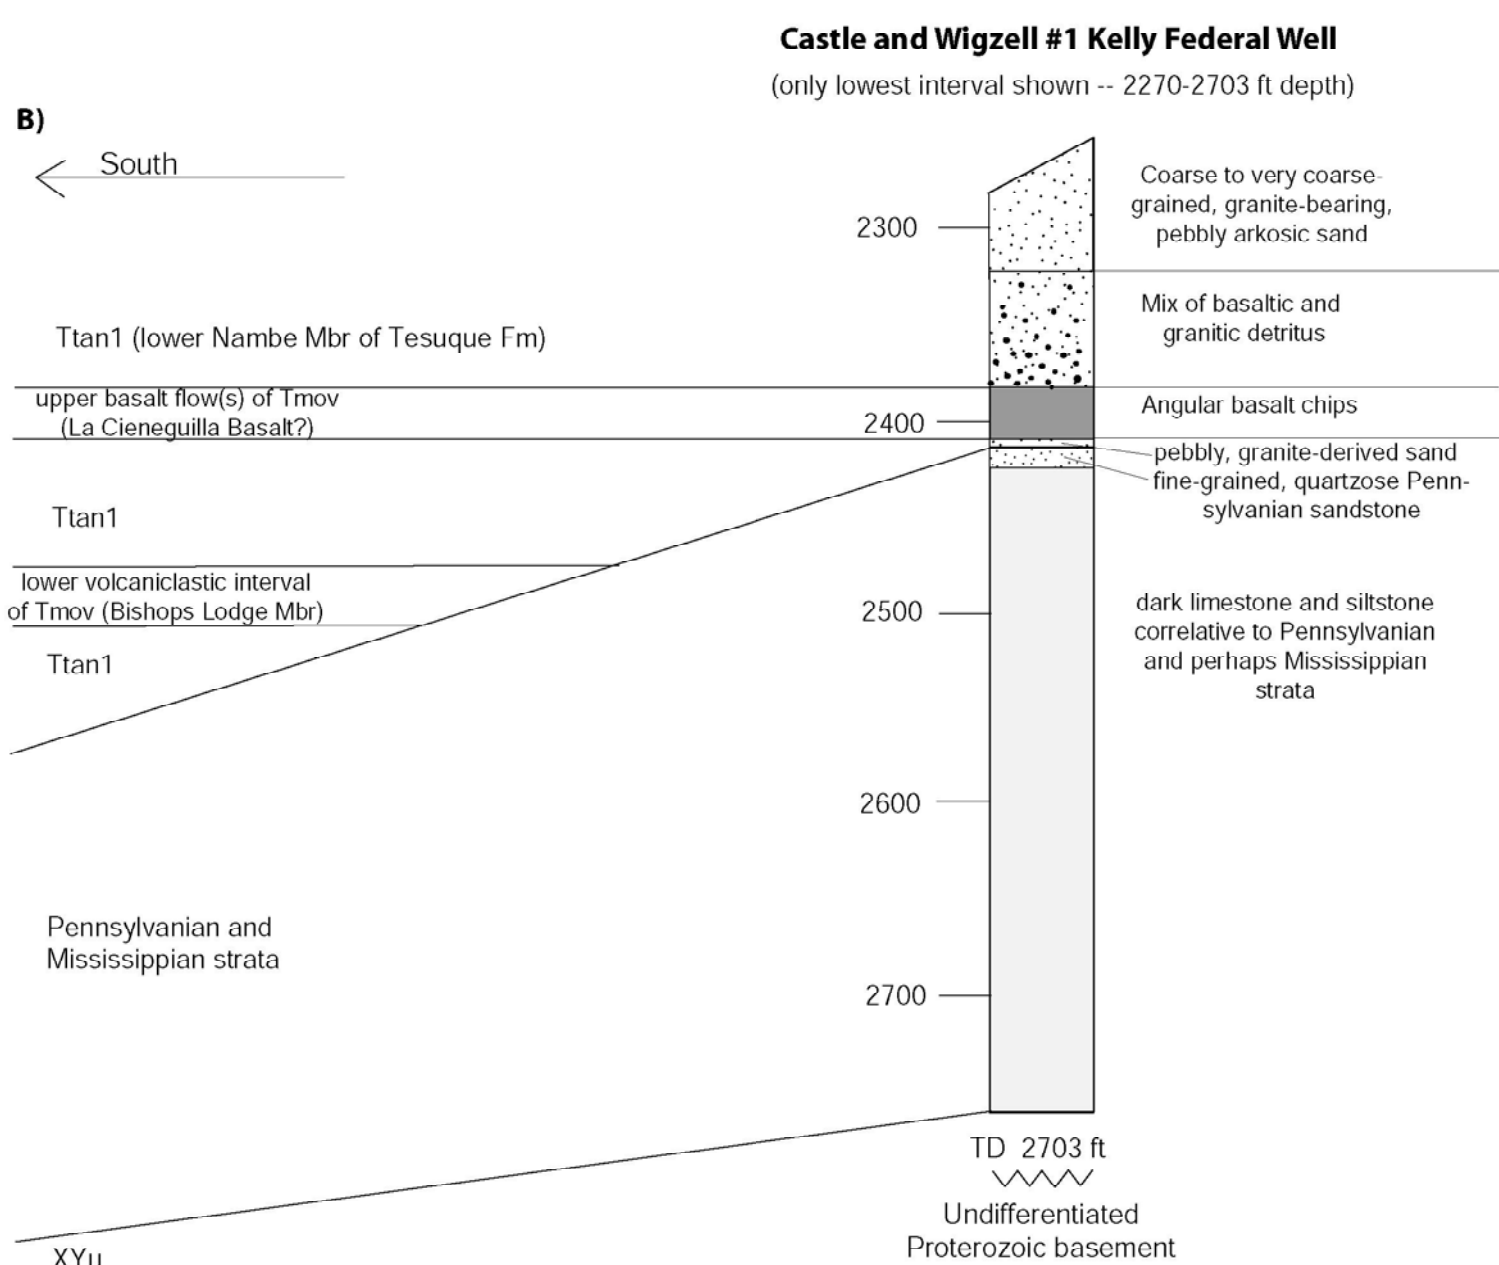 Castle and Wigzell #1 Kelly Federal Well
(only lowest interval shown -- 2270-2703 ft depth)
B)
South
Coarse to very coarse-
grained, granite-bearing,
pebbly arkosic sand
2300
Mix of basaltic and
granitic detritus
Ttan1 (lower Nambe Mbr of Tesuque Fm)
upper basalt flow(s) of Tmov
(La Cieneguilla Basalt?)
2400
Angular basalt chips
pebbly, granite-derived sand
fine-grained, quartzose Penn-
sylvanian sandstone
Ttan1
lower volcaniclastic interval
of Tmov (Bishops Lodge Mbr)
2500
dark limestone and siltstone
correlative to Pennsylvanian
and perhaps Mississippian
strata
Ttan1
2600
Pennsylvanian and
Mississippian strata
2700
TD 2703 ft
Undifferentiated
Proterozoic basement
XYu